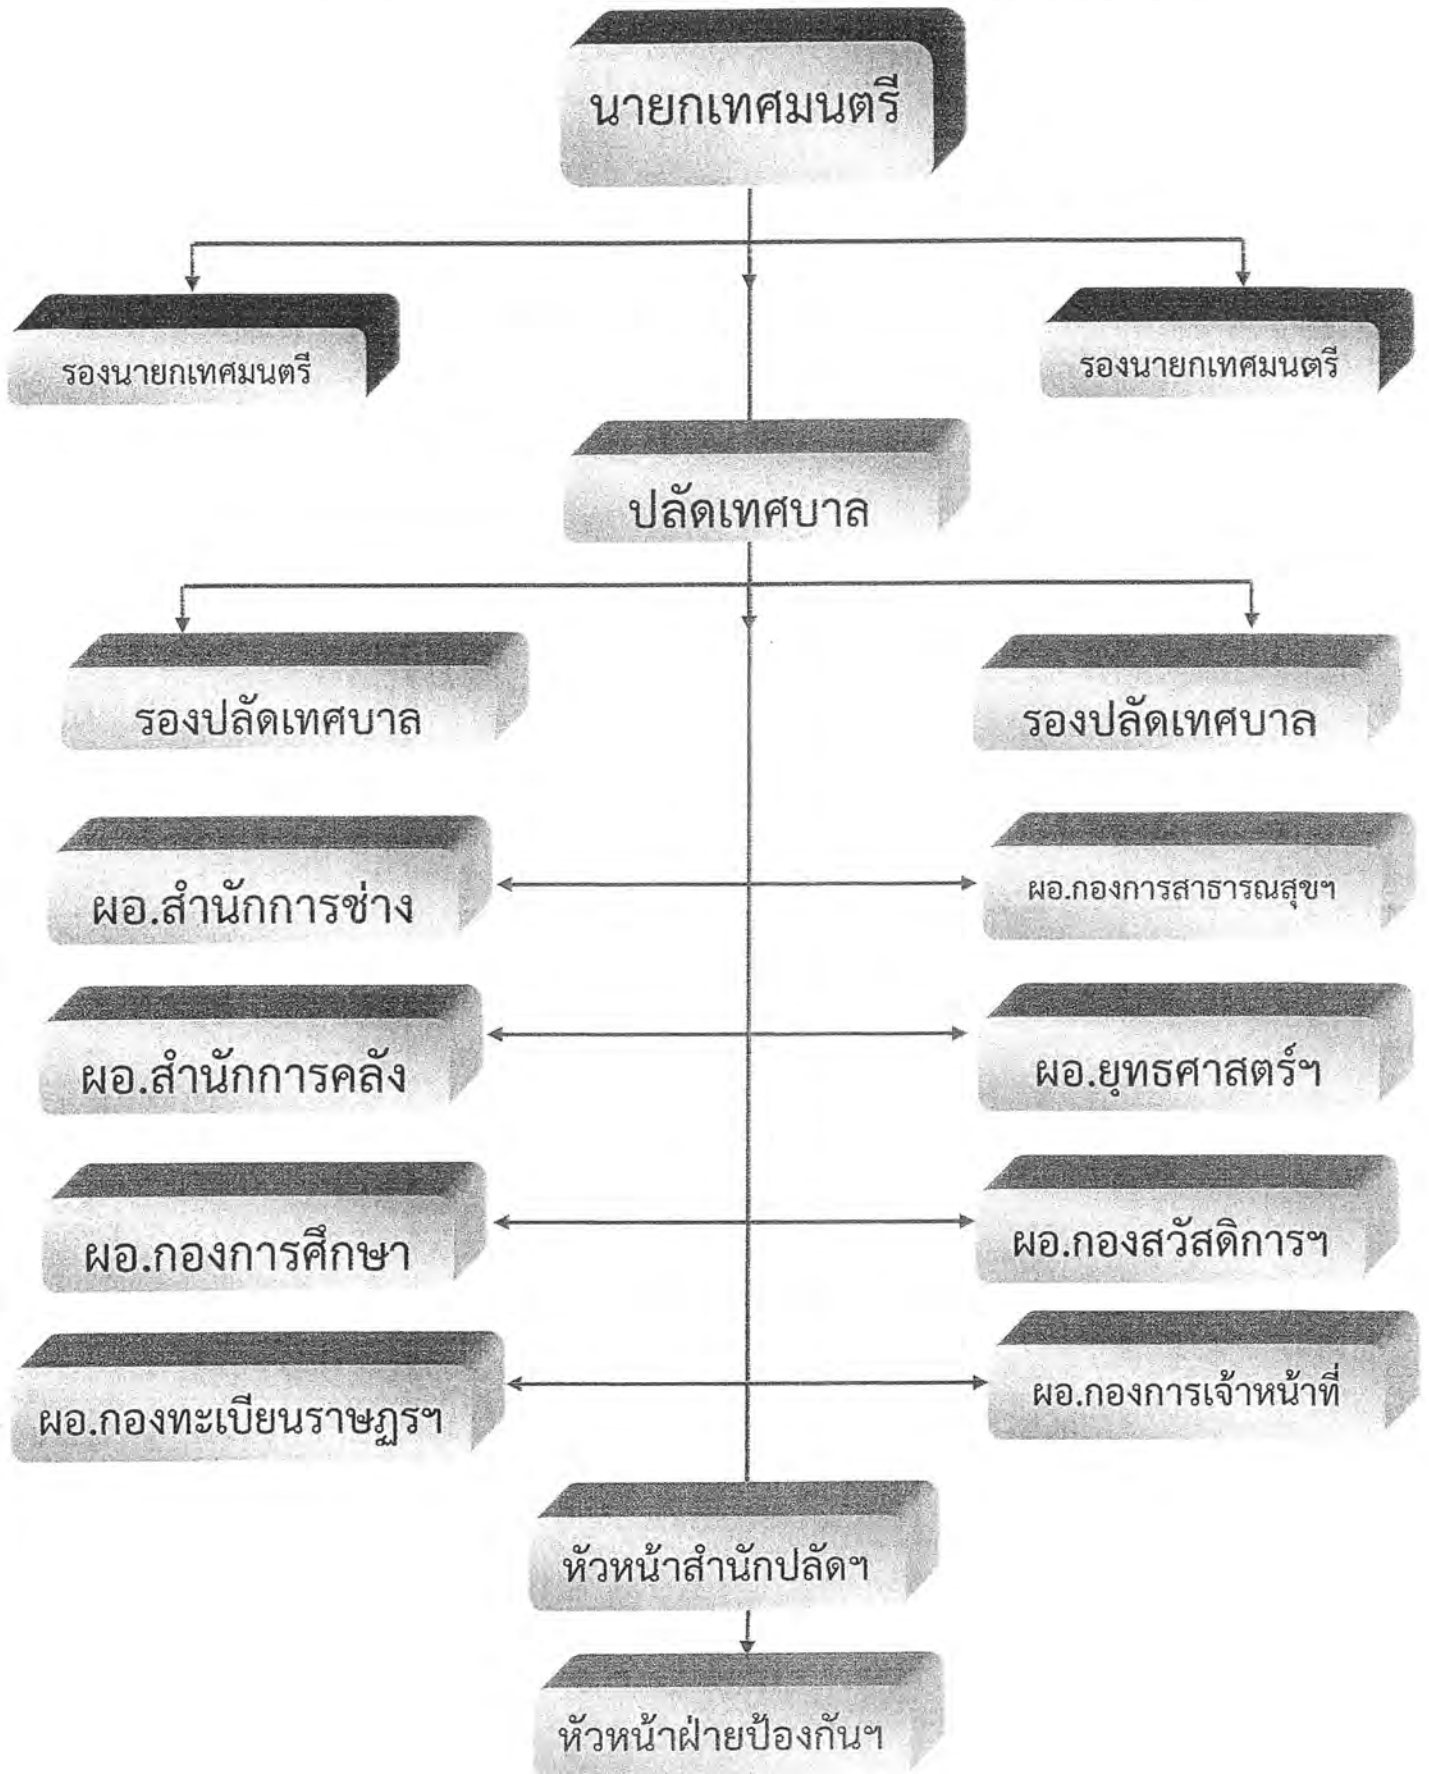 นายกเทศมนตรี
รองนายกเทศมนตรี
รองนายกเทศมนตรี
ปลัดเทศบาล
รองปลัดเทศบาล
รองปลัดเทศบาล
ผอ.สำนักการช่าง
ผอ.กองการสาธารณสุขฯ
ผอ.สำนักการคลัง
ผอ.ยุทธศาสตร์ฯ
ผอ.กองการศึกษา
ผอ.กองสวัสดิการฯ
ผอ.กองทะเบียนราษฎรฯ
ผอ.กองการเจ้าหน้าที่
หัวหน้าสำนักปลัดฯ
หัวหน้าฝ่ายป้องกันฯ